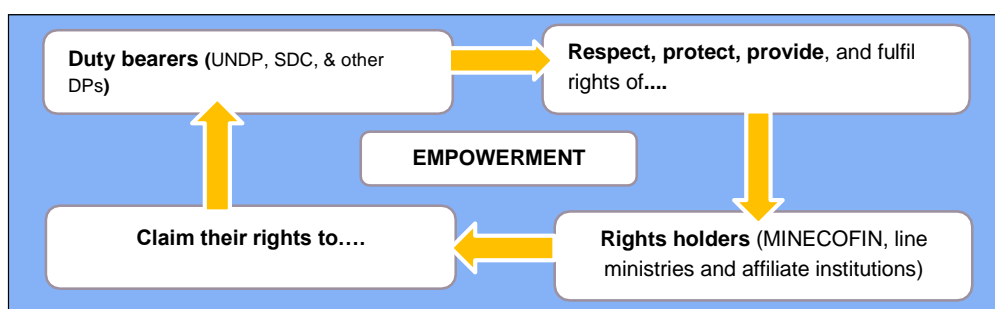 Duty bearers (UNDP, SDC, & other
DPs)
Respect, protect, provide, and fulfil
rights of....
EMPOWERMENT
Claim their rights to….
Rights holders (MINECOFIN, line
ministries and affiliate institutions)